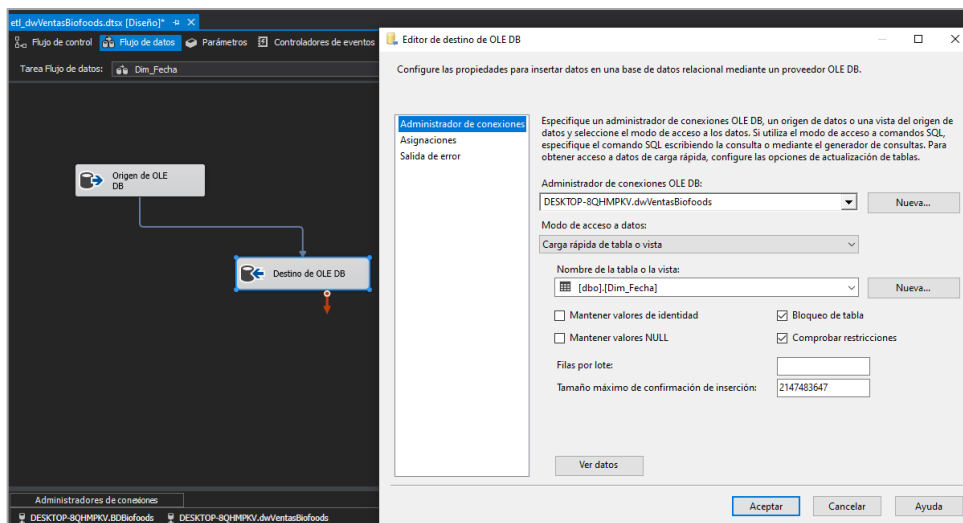 etl_dwVentasBiofoods.dtsx [Diseño]*
Flujo de control Flujo de datos Parámetros Controladores de eventos
Tarea Flujo de datos: Dim_Fecha
Origen de OLE
DB
Destino de OLE DB
Administradores de conexiones
DESKTOP-8QHMPKV.BDBiofoods DESKTOP-8QHMPKV.dwVentasBiofoods
Editor de destino de OLE DB
Configure las propiedades para insertar datos en una base de datos relacional mediante un proveedor OLE DB.
Administrador de conexiones
Asignaciones
Salida de error
Especifique un administrador de conexiones OLE DB, un origen de datos o una vista del origen de
datos y seleccione el modo de acceso a los datos. Si utiliza el modo de acceso a comandos SQL,
especifique el comando SQL escribiendo la consulta o mediante el generador de consultas. Para
obtener acceso a datos de carga rápida, configure las opciones de actualización de tablas.
Administrador de conexiones OLE DB:
DESKTOP-8QHMPKV.dwVentasBiofoods Nueva...
Modo de acceso a datos:
Carga rápida de tabla o vista
Nombre de la tabla o la vista:
[dbo].[Dim_Fecha] Nueva...
Mantener valores de identidad Bloqueo de tabla
Mantener valores NULL Comprobar restricciones
Filas por lote:
Tamaño máximo de confirmación de inserción: 2147483647
Ver datos
Aceptar Cancelar Ayuda